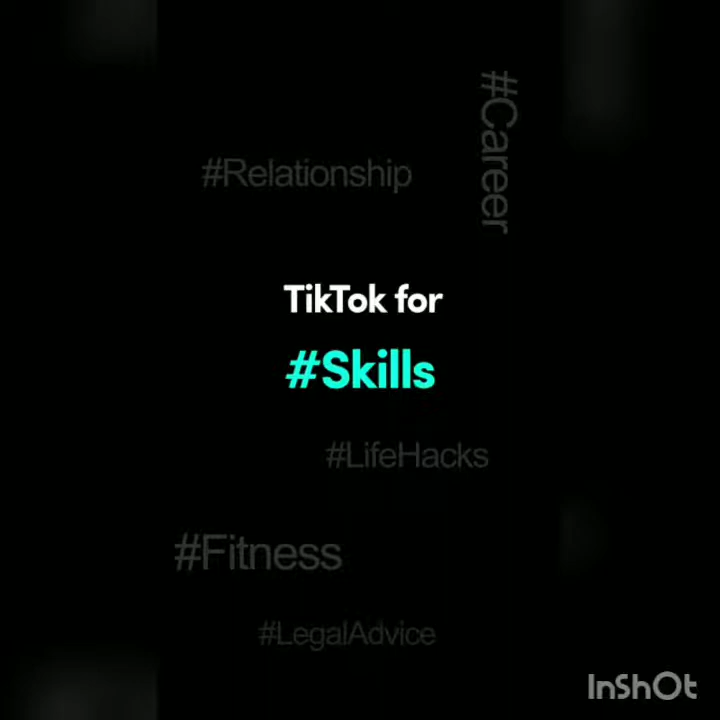 #Career
#Relationship
TikTok for
#Skills
#LifeHacks
#Fitness
#LegalAdvice
InShOt